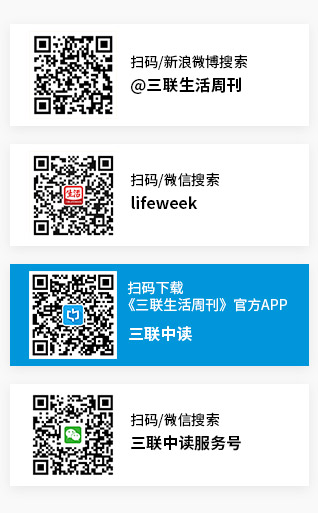 扫码/新浪微博搜索
@三联生活周刊
生活
扫码/微信搜索
lifeweek
扫码下载
《三联生活周刊》官方APP
三联中读
扫码/微信搜索
三联中读服务号